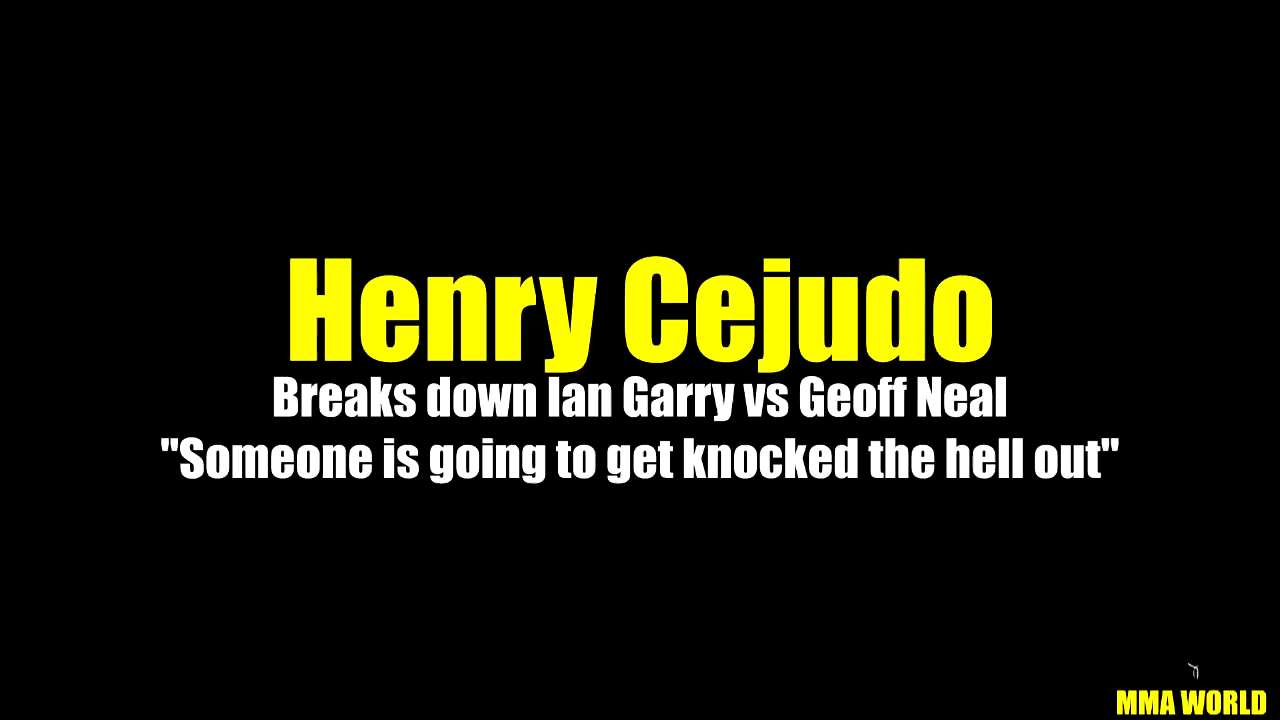 Henry Cejudo
Breaks down Ian Garry vs Geoff Neal
"Someone is going to get knocked the hell out"
MMA WORLD